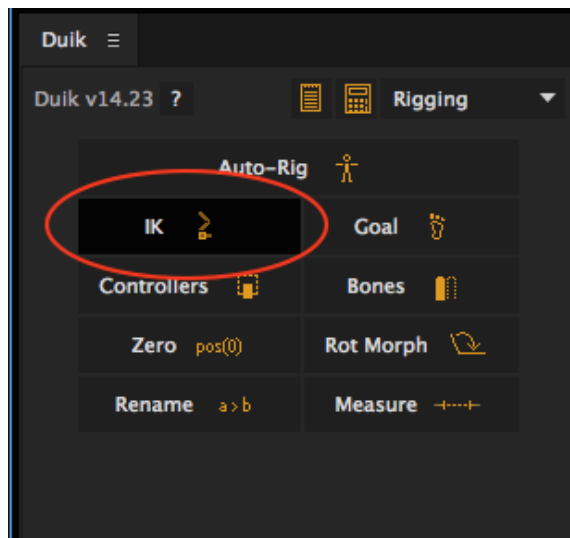 Duik
Duik v14.23 ? Rigging
Auto-Rig
IK Goal
Controllers Bones
Zero pos(0) Rot Morph
Rename a>b Measure